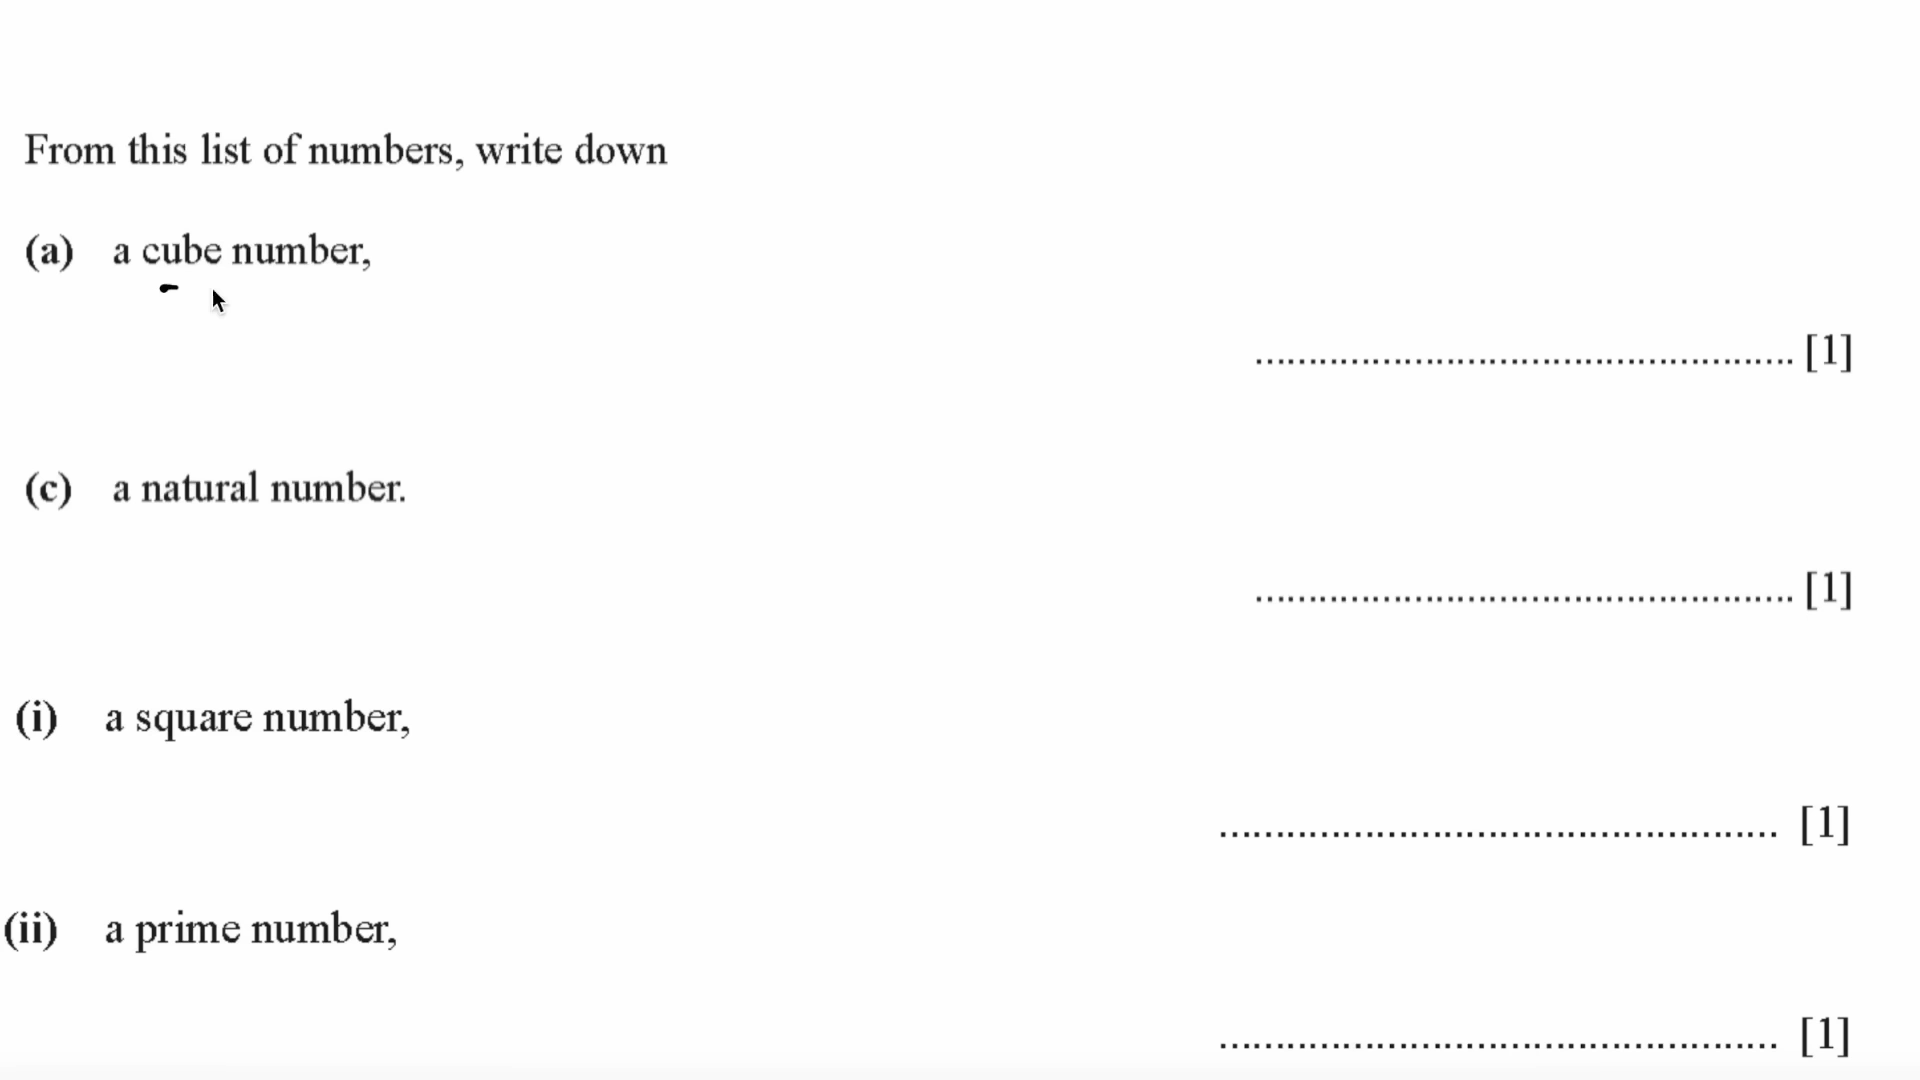 From this list of numbers, write down
(a) a cube number,
.................................................. [1]
(c) a natural number.
.................................................. [1]
(i) a square number,
.................................................. [1]
(ii) a prime number,
.................................................. [1]